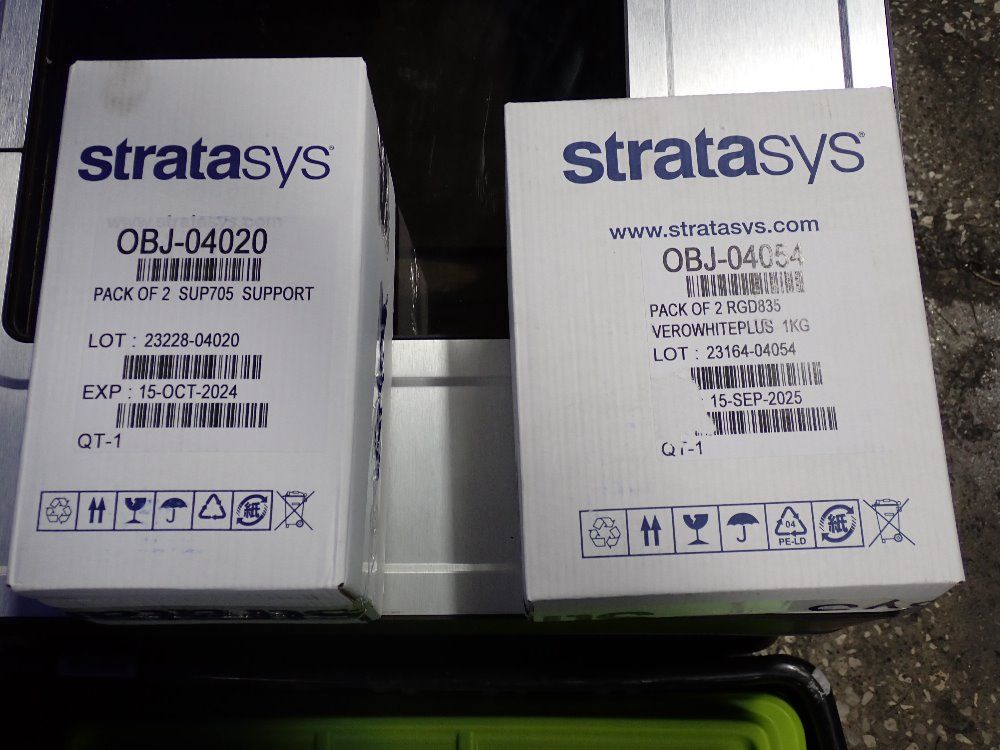 stratasys
OBJ-04020
PACK OF 2 SUP705 SUPPORT
LOT : 23228-04020
EXP : 15-OCT-2024
QT-1
紙
stratasys
www.stratasys.com
OBJ-04054
PACK OF 2 RGD835
VEROWHITEPLUS 1KG
LOT : 23164-04054
: 15-SEP-2025
QT-1
04
PE-LD
紙